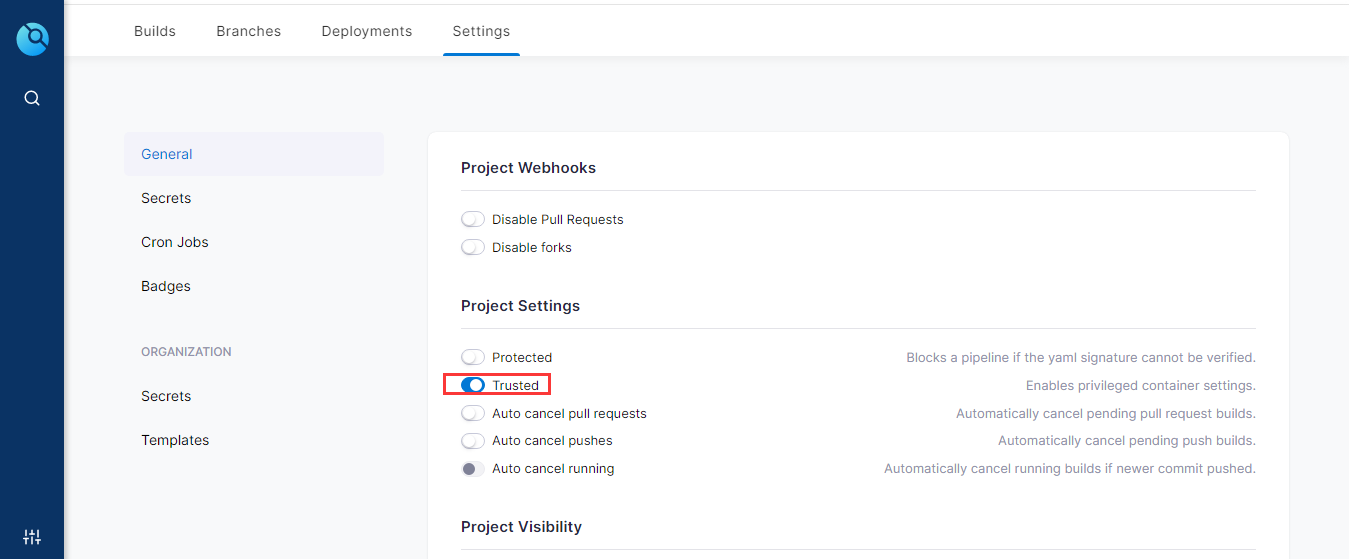 Builds Branches Deployments Settings
General
Secrets
Cron Jobs
Badges
ORGANIZATION
Secrets
Templates
Project Webhooks
Disable Pull Requests
Disable forks
Project Settings
Protected Blocks a pipeline if the yaml signature cannot be verified.
Trusted Enables privileged container settings.
Auto cancel pull requests Automatically cancel pending pull request builds.
Auto cancel pushes Automatically cancel pending push builds.
Auto cancel running Automatically cancel running builds if newer commit pushed.
Project Visibility